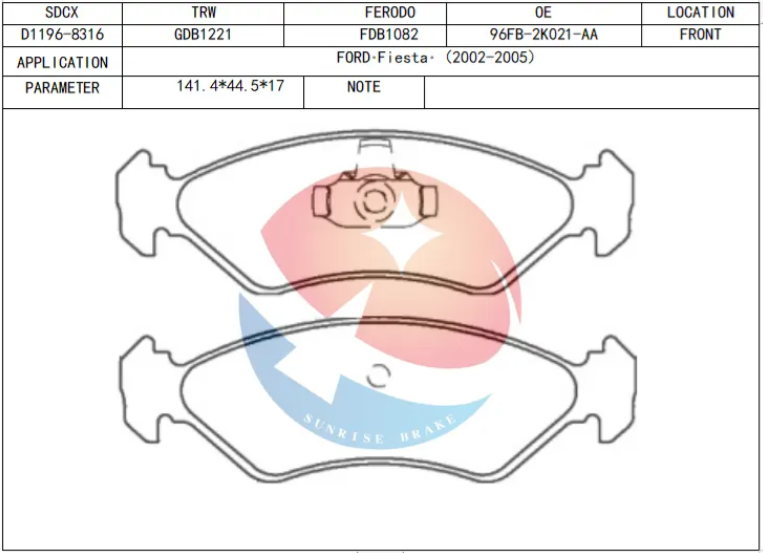 SDCX TRW FERODO OE LOCATION
D1196-8316 GDB1221 FDB1082 96FB-2K021-AA FRONT
APPLICATION FORD·Fiesta· (2002-2005)
PARAMETER 141.4*44.5*17 NOTE
SUNRISE BRAKE